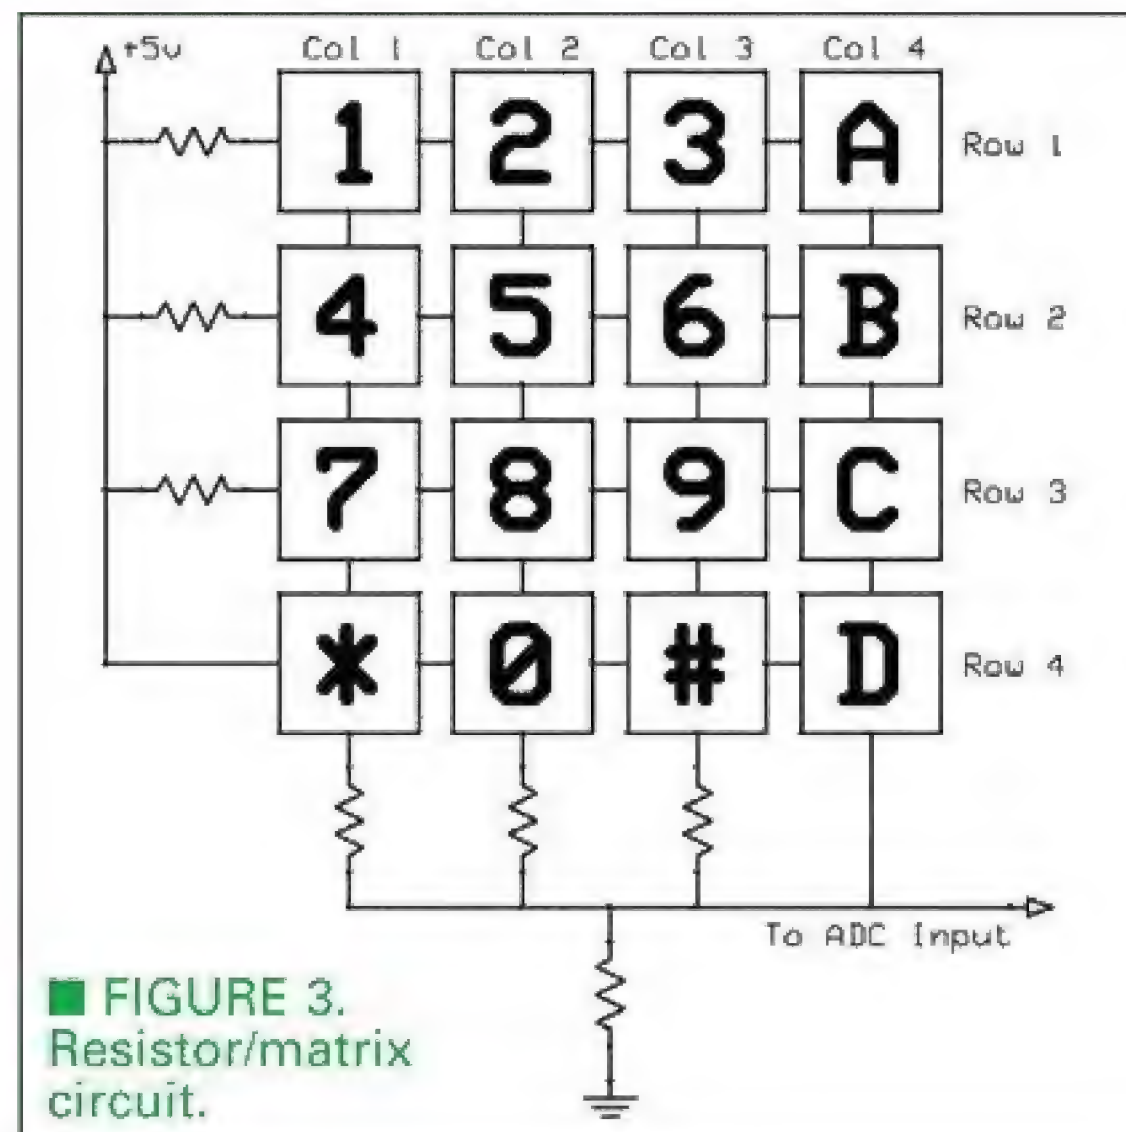 +5v Col 1 Col 2 Col 3 Col 4
1 2 3 A Row 1
4 5 6 B Row 2
7 8 9 C Row 3
* 0 # D Row 4
To ADC Input
■ FIGURE 3.
Resistor/matrix
circuit.